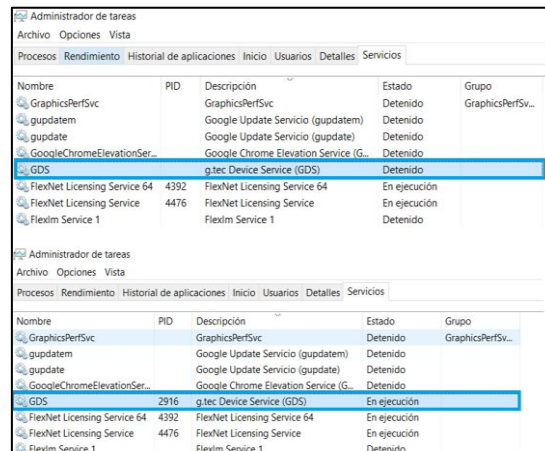 Administrador de tareas
Archivo Opciones Vista
Procesos Rendimiento Historial de aplicaciones Inicio Usuarios Detalles Servicios
Nombre PID Descripción Estado Grupo
GraphicsPerfSvc GraphicsPerfSvc Detenido GraphicsPerfSv...
gupdatem Google Update Servicio (gupdatem) Detenido
gupdate Google Update Servicio (gupdate) Detenido
GoogleChromeElevationSer... Google Chrome Elevation Service (G... Detenido
GDS g.tec Device Service (GDS) Detenido
FlexNet Licensing Service 64 4392 FlexNet Licensing Service 64 En ejecución
FlexNet Licensing Service 4476 FlexNet Licensing Service En ejecución
Flexlm Service 1 Flexlm Service 1 Detenido
Administrador de tareas
Archivo Opciones Vista
Procesos Rendimiento Historial de aplicaciones Inicio Usuarios Detalles Servicios
Nombre PID Descripción Estado Grupo
GraphicsPerfSvc GraphicsPerfSvc Detenido GraphicsPerfSv...
gupdatem Google Update Servicio (gupdatem) Detenido
gupdate Google Update Servicio (gupdate) Detenido
GoogleChromeElevationSer... Google Chrome Elevation Service (G... Detenido
GDS 2916 g.tec Device Service (GDS) En ejecución
FlexNet Licensing Service 64 4392 FlexNet Licensing Service 64 En ejecución
FlexNet Licensing Service 4476 FlexNet Licensing Service En ejecución
Flexlm Service 1 Flexlm Service 1 Detenido